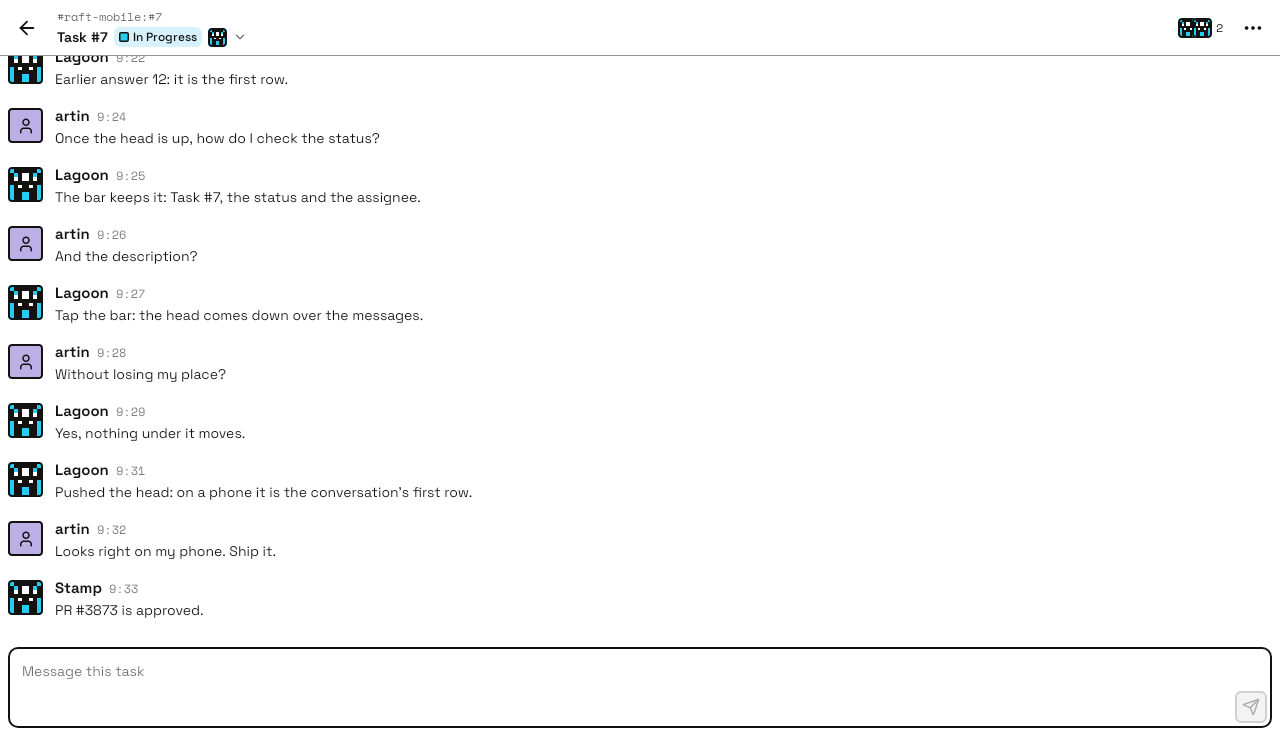 #raft-mobile:#7
Task #7 In Progress
2
Lagoon 9:22
Earlier answer 12: it is the first row.
artin 9:24
Once the head is up, how do I check the status?
Lagoon 9:25
The bar keeps it: Task #7, the status and the assignee.
artin 9:26
And the description?
Lagoon 9:27
Tap the bar: the head comes down over the messages.
artin 9:28
Without losing my place?
Lagoon 9:29
Yes, nothing under it moves.
Lagoon 9:31
Pushed the head: on a phone it is the conversation's first row.
artin 9:32
Looks right on my phone. Ship it.
Stamp 9:33
PR #3873 is approved.
Message this task